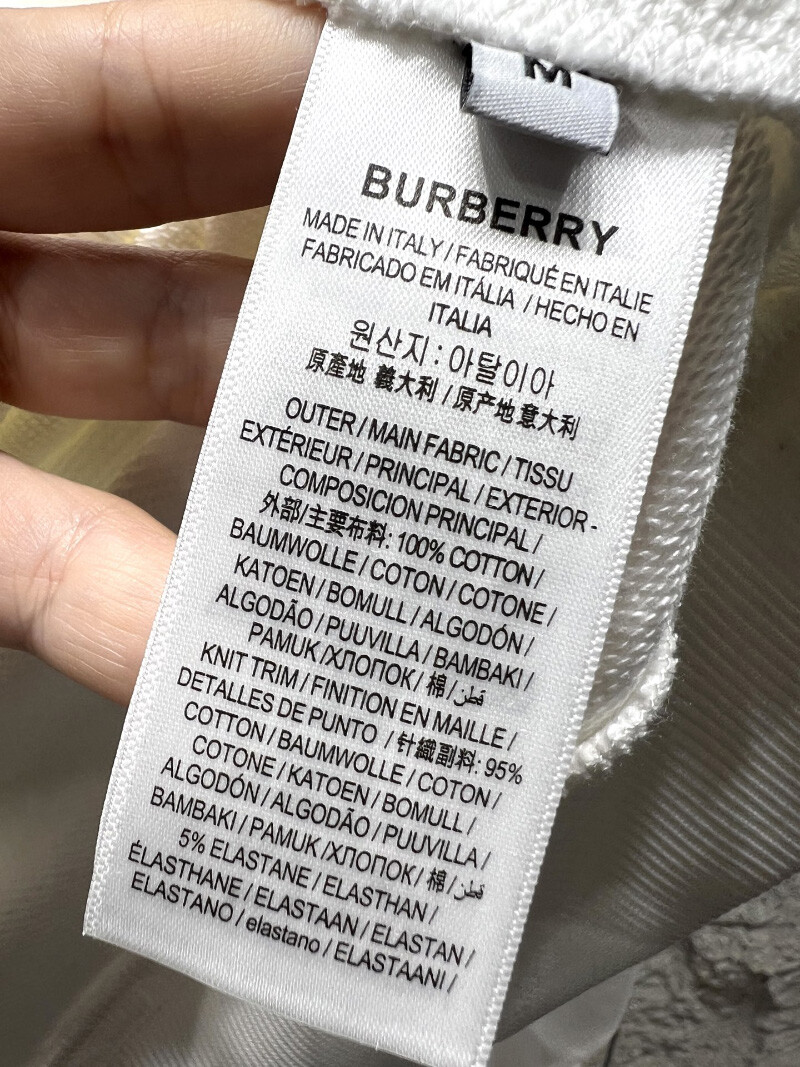 M
BURBERRY
MADE IN ITALY / FABRIQUÉ EN ITALIE
FABRICADO EM ITÁLIA / HECHO EN
ITALIA
원산지 : 아탈이아
原產地 義大利 / 原产地 意大利
OUTER / MAIN FABRIC / TISSU
EXTÉRIEUR / PRINCIPAL / EXTERIOR -
COMPOSICION PRINCIPAL /
外部/主要布料: 100% COTTON /
BAUMWOLLE / COTON / COTONE /
KATOEN / BOMULL / ALGODÓN /
ALGODÃO / PUUVILLA / BAMBAKI /
PAMUK / ХЛОПОК / 棉 / قطن
KNIT TRIM / FINITION EN MAILLE /
DETALLES DE PUNTO / 针織副料: 95%
COTTON / BAUMWOLLE / COTON /
COTONE / KATOEN / BOMULL /
ALGODÓN / ALGODÃO / PUUVILLA /
BAMBAKI / PAMUK / ХЛОПОК / 棉 / قطن
5% ELASTANE / ELASTHAN /
ÉLASTHANE / ELASTAAN / ELASTAN /
ELASTANO / elastano / ELASTAANI /